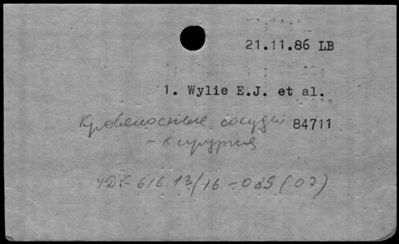 21.11.86 LB
1. Wylie E.J. et al.
Кровеносные сосуды 84711
- хирургия
УДК 616.13/16-089(02)